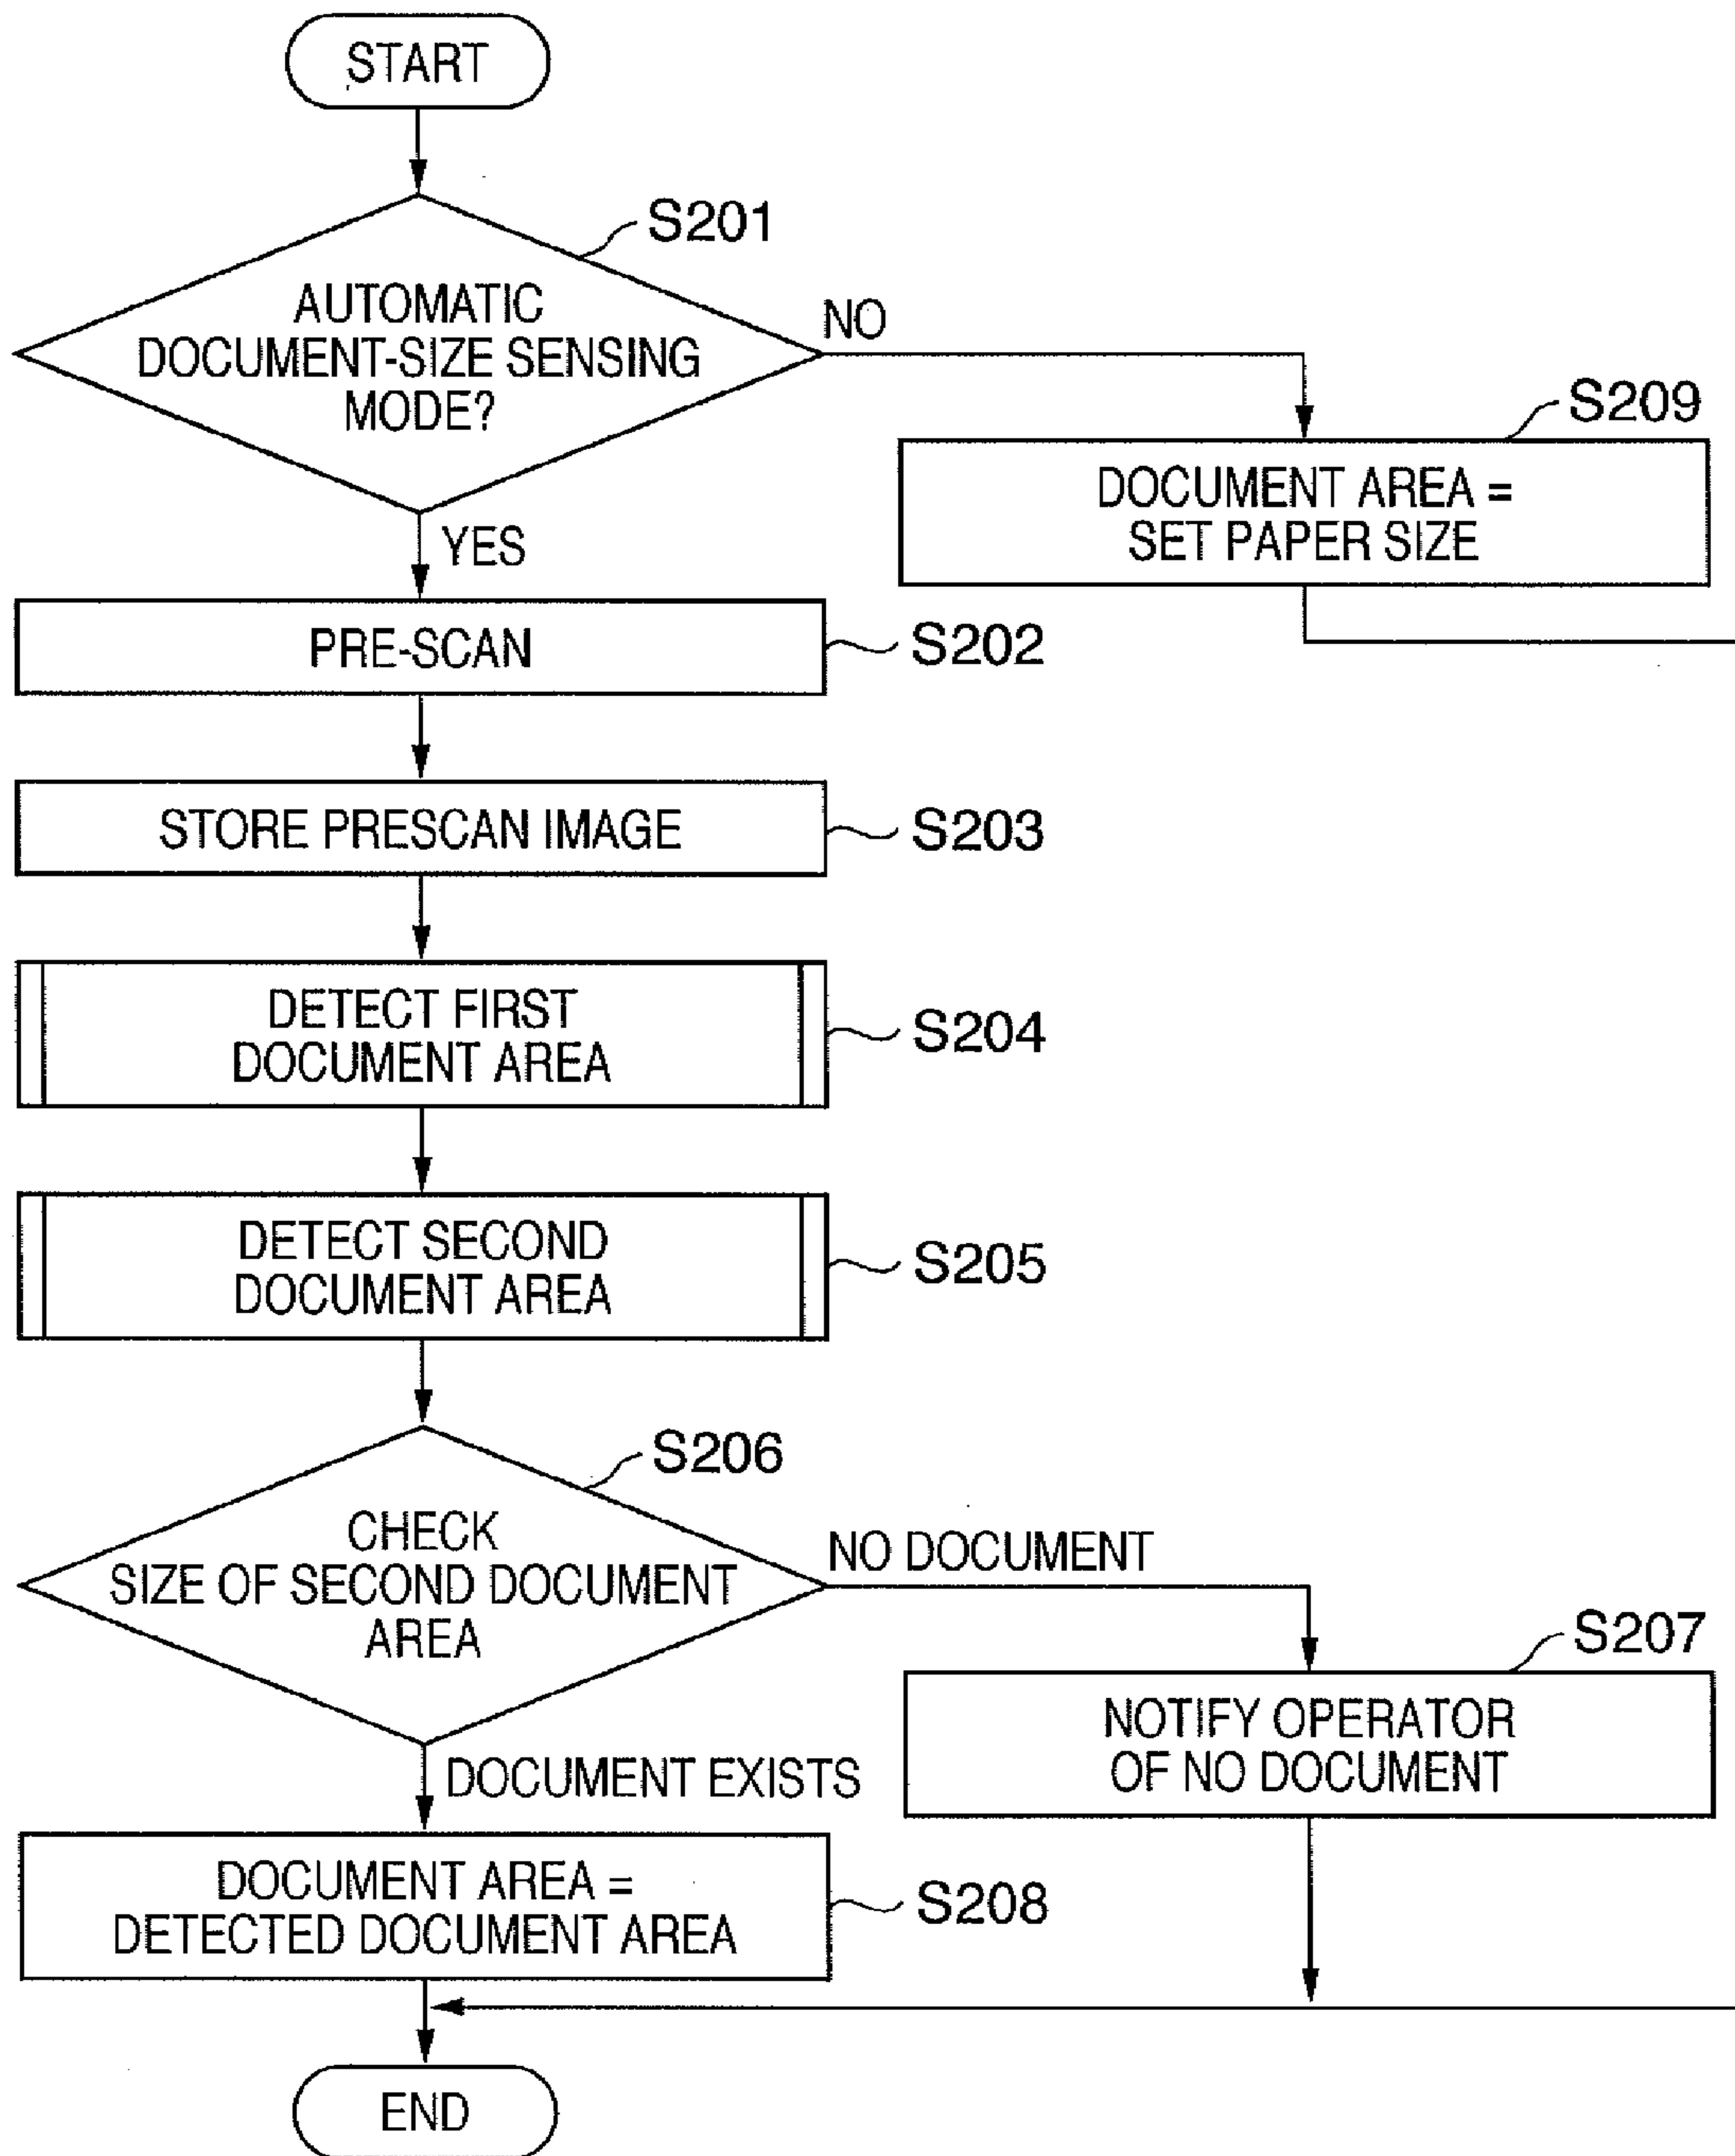 START
S201
AUTOMATIC
DOCUMENT-SIZE SENSING
MODE?
NO
YES
S209
DOCUMENT AREA =
SET PAPER SIZE
PRE-SCAN
S202
STORE PRESCAN IMAGE
S203
DETECT FIRST
DOCUMENT AREA
S204
DETECT SECOND
DOCUMENT AREA
S205
S206
CHECK
SIZE OF SECOND DOCUMENT
AREA
NO DOCUMENT
S207
NOTIFY OPERATOR
OF NO DOCUMENT
DOCUMENT EXISTS
DOCUMENT AREA =
DETECTED DOCUMENT AREA
S208
END